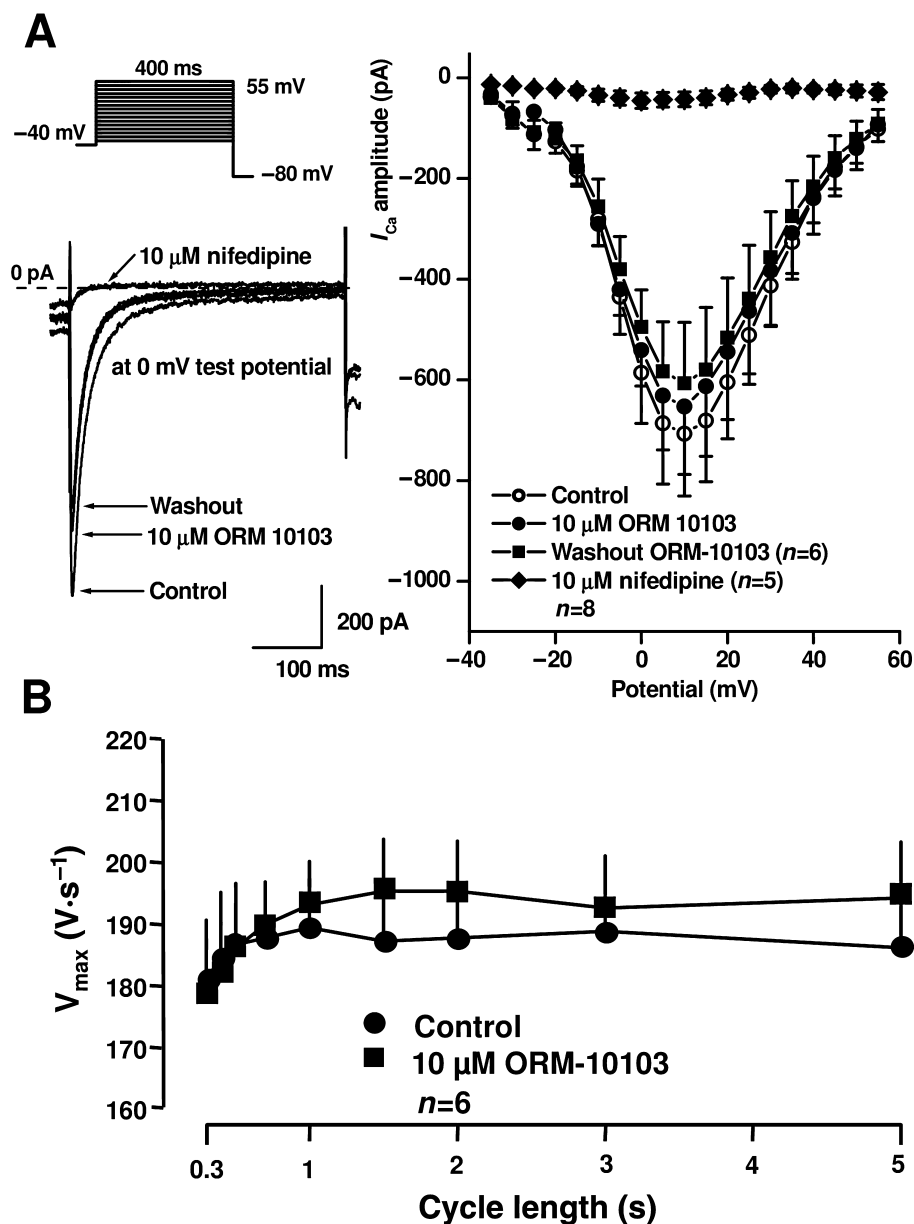 A
400 ms
55 mV
−40 mV
−80 mV
10 µM nifedipine
0 pA
at 0 mV test potential
Washout
10 µM ORM 10103
Control
200 pA
100 ms
I_Ca amplitude (pA)
0
−200
−400
−600
−800
−1000
Control
10 µM ORM 10103
Washout ORM-10103 (n=6)
10 µM nifedipine (n=5)
n=8
−40 −20 0 20 40 60
Potential (mV)
B
V_max (V·s⁻¹)
220
210
200
190
180
170
160
Control
10 µM ORM-10103
n=6
0.3 1 2 3 4 5
Cycle length (s)